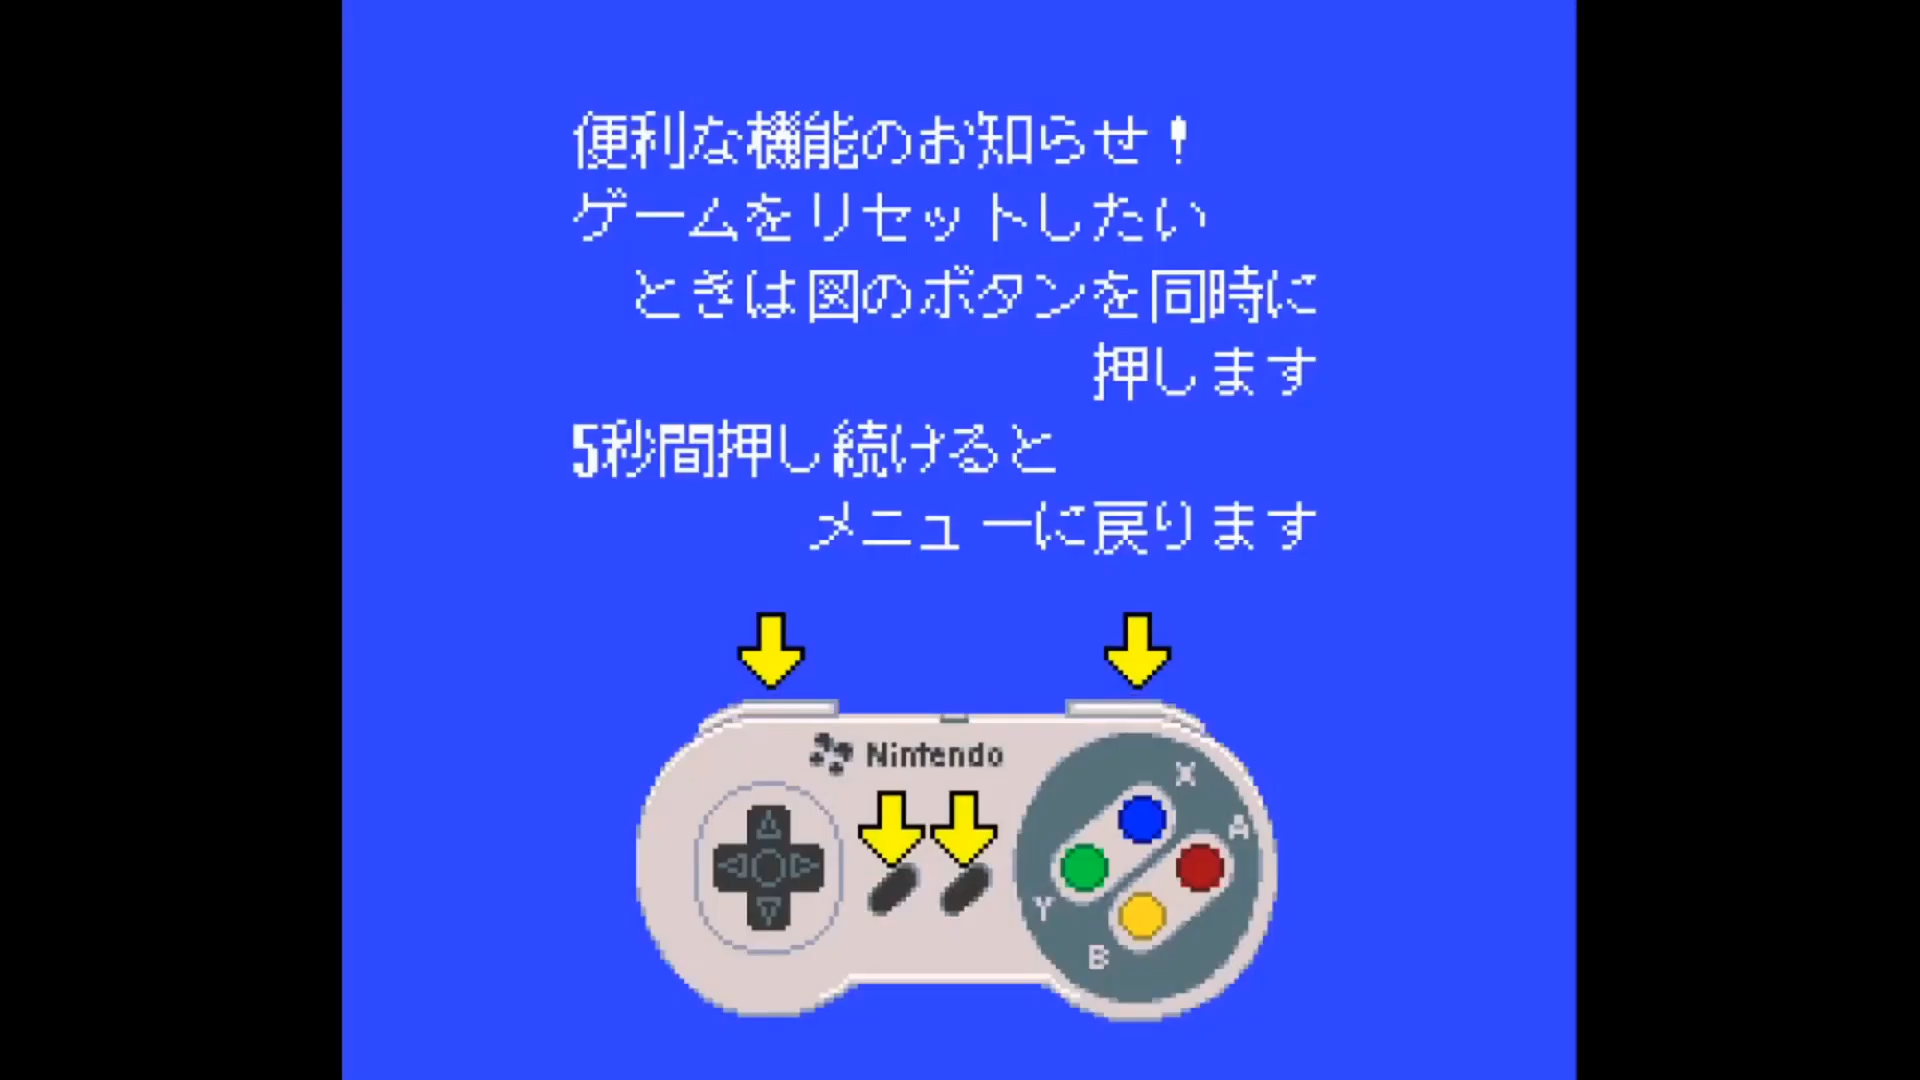 便利な機能のお知らせ！
ゲームをリセットしたい
ときは図のボタンを同時に
押します
5秒間押し続けると
メニューに戻ります
Nintendo
X
A
Y
B